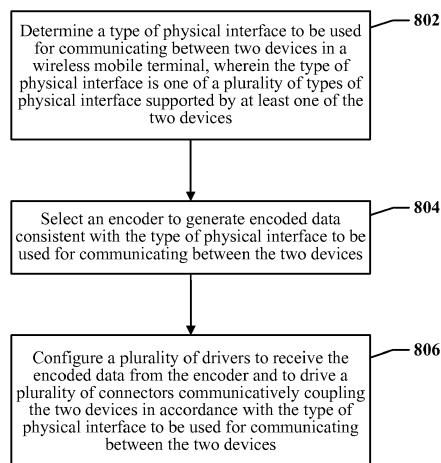 Determine a type of physical interface to be used
for communicating between two devices in a
wireless mobile terminal, wherein the type of
physical interface is one of a plurality of types of
physical interface supported by at least one of the
two devices
802
Select an encoder to generate encoded data
consistent with the type of physical interface to be
used for communicating between the two devices
804
Configure a plurality of drivers to receive the
encoded data from the encoder and to drive a
plurality of connectors communicatively coupling
the two devices in accordance with the type of
physical interface to be used for communicating
between the two devices
806